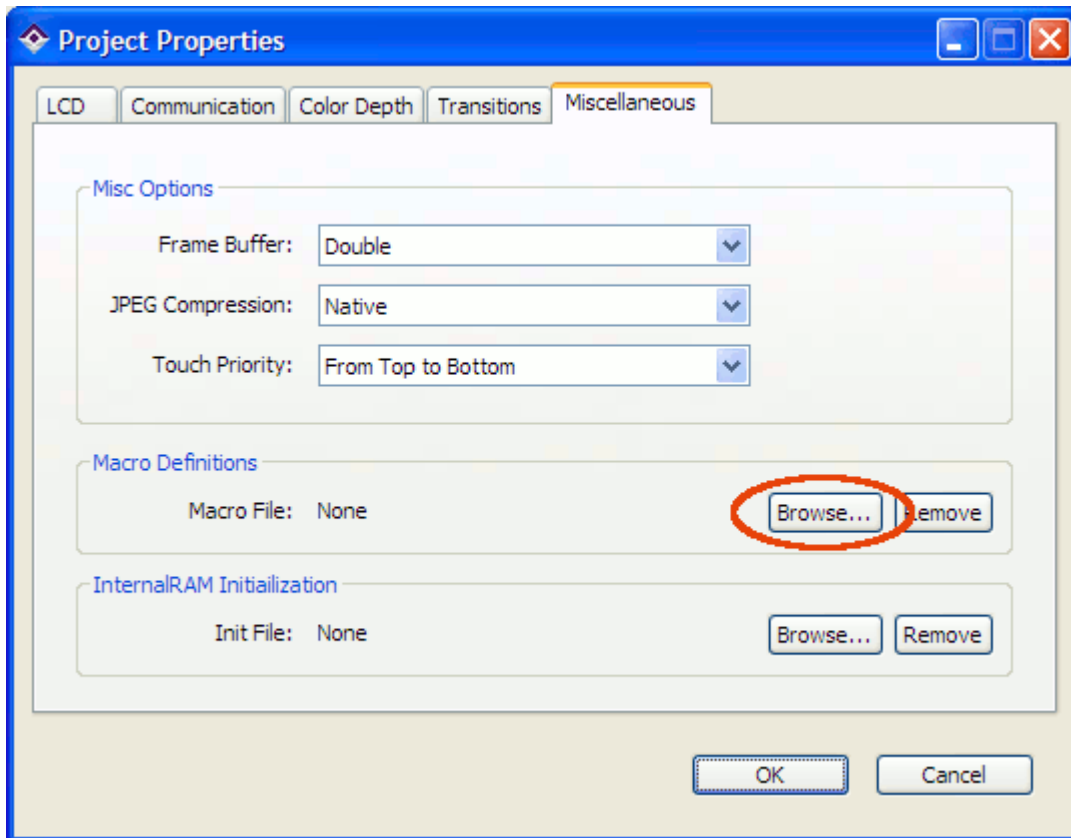 Project Properties
LCD Communication Color Depth Transitions Miscellaneous
Misc Options
Frame Buffer: Double
JPEG Compression: Native
Touch Priority: From Top to Bottom
Macro Definitions
Macro File: None Browse... Remove
InternalRAM Initiailization
Init File: None Browse... Remove
OK Cancel